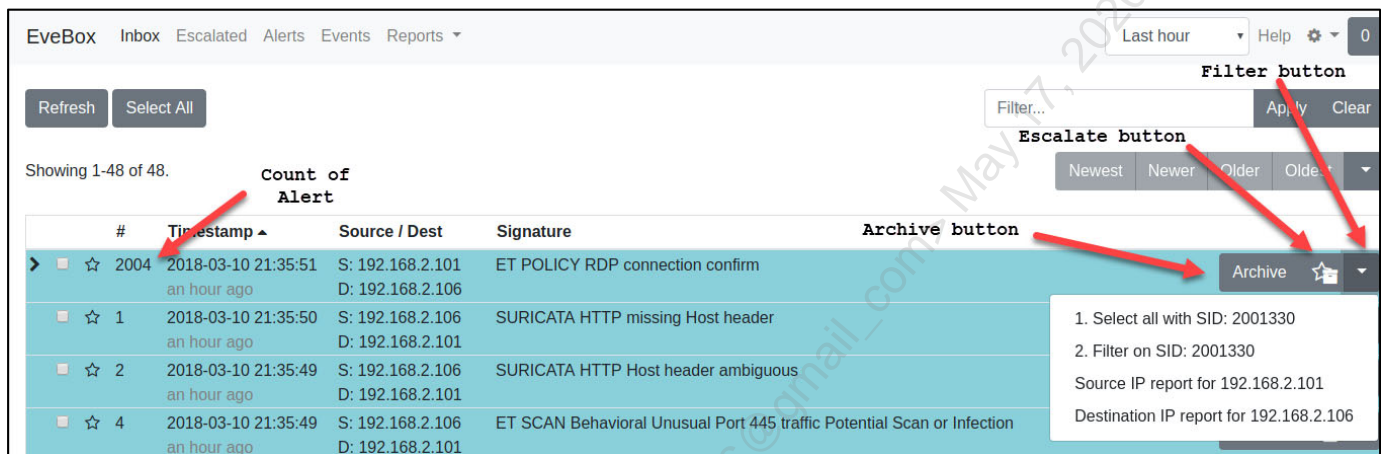 EveBox Inbox Escalated Alerts Events Reports Last hour Help 0
Filter button
Refresh Select All Filter... Apply Clear
Escalate button
Showing 1-48 of 48. Newest Newer Older Oldest
Count of
Alert
# Timestamp Source / Dest Signature
Archive button
2004 2018-03-10 21:35:51 S: 192.168.2.101 ET POLICY RDP connection confirm Archive
an hour ago D: 192.168.2.106
1 2018-03-10 21:35:50 S: 192.168.2.106 SURICATA HTTP missing Host header
an hour ago D: 192.168.2.101
2 2018-03-10 21:35:49 S: 192.168.2.106 SURICATA HTTP Host header ambiguous
an hour ago D: 192.168.2.101
4 2018-03-10 21:35:49 S: 192.168.2.106 ET SCAN Behavioral Unusual Port 445 traffic Potential Scan or Infection
an hour ago D: 192.168.2.101
1. Select all with SID: 2001330
2. Filter on SID: 2001330
Source IP report for 192.168.2.101
Destination IP report for 192.168.2.106
@gmail_com> May 17, 2020